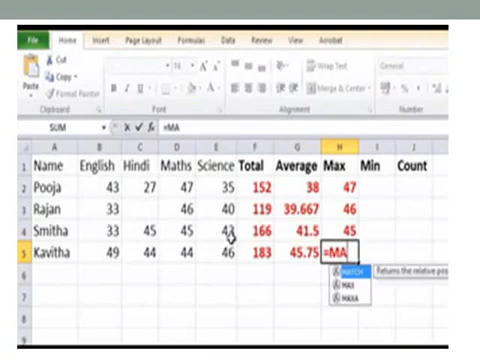 File Home Insert Page Layout Formulas Data Review View Acrobat
Cut
Copy
Format Painter
Paste
16
Wrap Text
Merge & Center
General
Clipboard Font Alignment Number
SUM =MA
A B C D E F G H I J
1 Name English Hindi Maths Science Total Average Max Min Count
2 Pooja 43 27 47 35 152 38 47
3 Rajan 33 46 40 119 39.667 46
4 Smitha 33 45 45 43 166 41.5 45
5 Kavitha 49 44 44 46 183 45.75 =MA
6 MATCH Returns the relative pos
7 MAX
MAXA
8
9